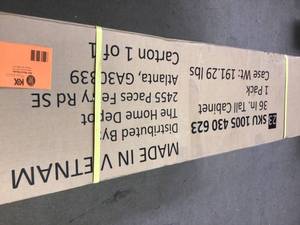 SKU 1005 430 623
36 In. Tall Cabinet
1 Pack
Case Wt: 191.29 lbs
MADE IN VIETNAM
Distributed By:
The Home Depot
2455 Paces Ferry Rd SE
Atlanta, GA30339
Carton 1 of 1